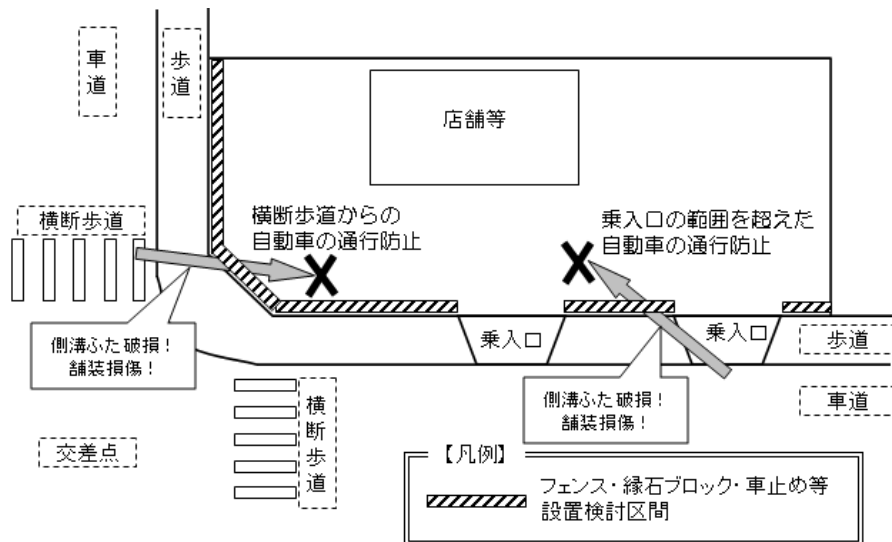 車道
歩道
店舗等
横断歩道
横断歩道からの
自動車の通行防止
乗入口の範囲を超えた
自動車の通行防止
側溝ふた破損！
舗装損傷！
乗入口
乗入口
歩道
側溝ふた破損！
舗装損傷！
車道
横断歩道
交差点
【凡例】
フェンス・縁石ブロック・車止め等
設置検討区間